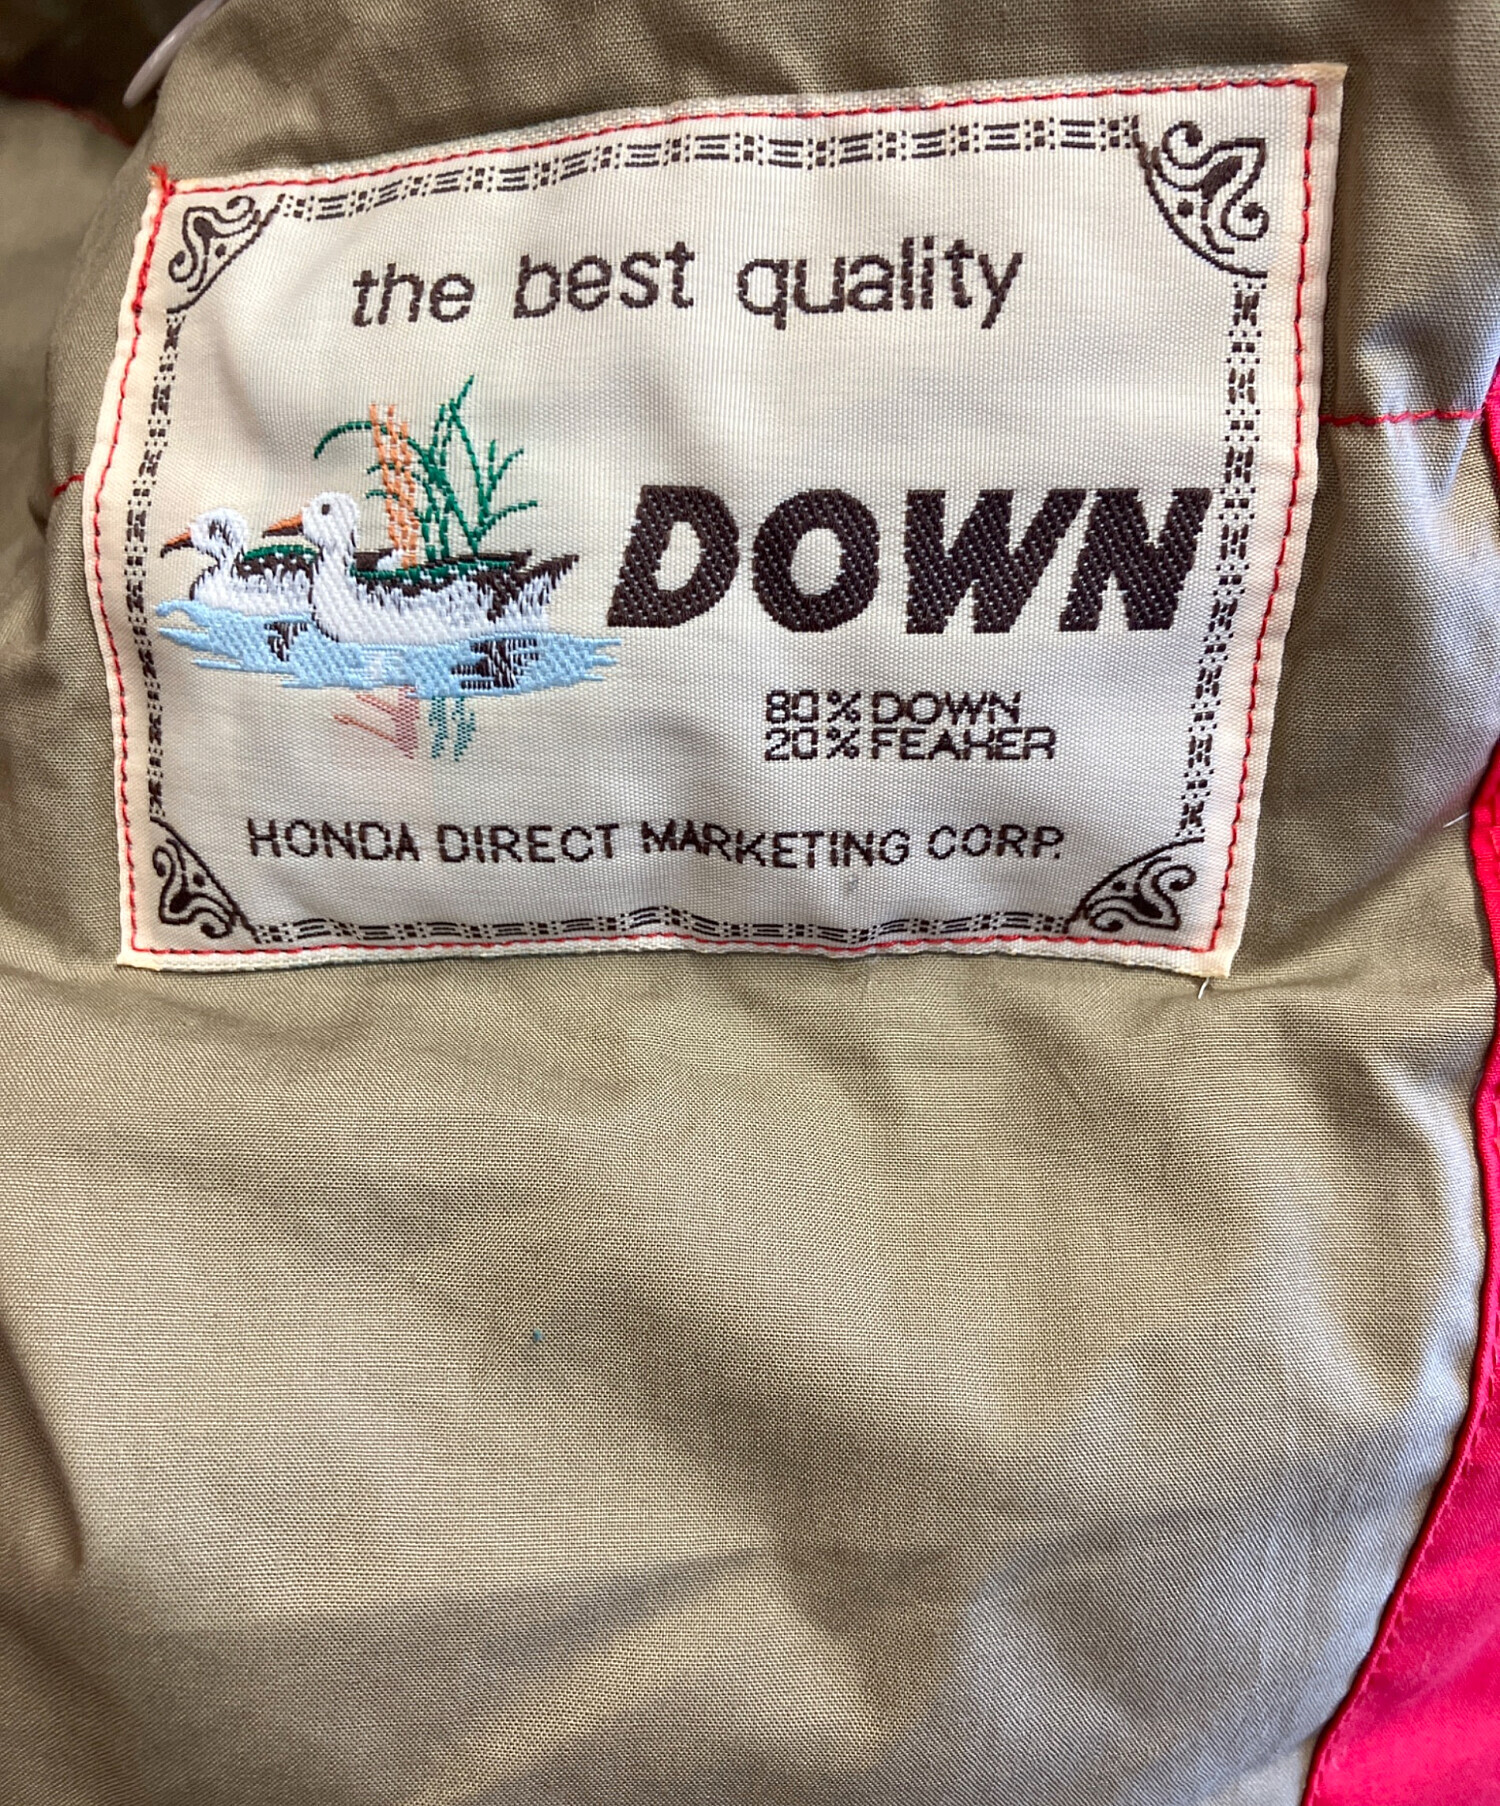 the best quality
DOWN
80% DOWN
20% FEAHER
HONDA DIRECT MARKETING CORP.